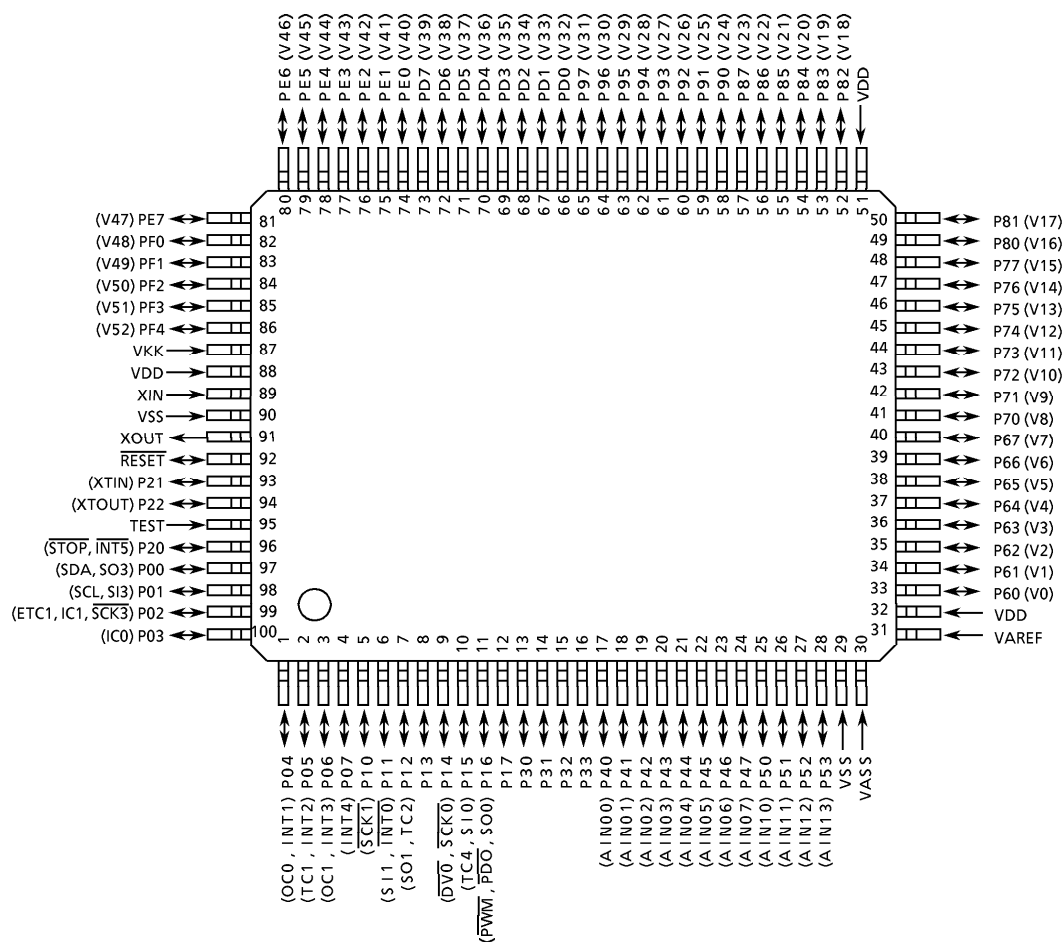 PE6 (V46)
PE5 (V45)
PE4 (V44)
PE3 (V43)
PE2 (V42)
PE1 (V41)
PE0 (V40)
PD7 (V39)
PD6 (V38)
PD5 (V37)
PD4 (V36)
PD3 (V35)
PD2 (V34)
PD1 (V33)
PD0 (V32)
P97 (V31)
P96 (V30)
P95 (V29)
P94 (V28)
P93 (V27)
P92 (V26)
P91 (V25)
P90 (V24)
P87 (V23)
P86 (V22)
P85 (V21)
P84 (V20)
P83 (V19)
P82 (V18)
VDD
80
79
78
77
76
75
74
73
72
71
70
69
68
67
66
65
64
63
62
61
60
59
58
57
56
55
54
53
52
51
(V47) PE7 81
(V48) PF0 82
(V49) PF1 83
(V50) PF2 84
(V51) PF3 85
(V52) PF4 86
VKK 87
VDD 88
XIN 89
VSS 90
XOUT 91
RESET 92
(XTIN) P21 93
(XTOUT) P22 94
TEST 95
(STOP, INT5) P20 96
(SDA, SO3) P00 97
(SCL, SI3) P01 98
(ETC1, IC1, SCK3) P02 99
(IC0) P03 100
50 P81 (V17)
49 P80 (V16)
48 P77 (V15)
47 P76 (V14)
46 P75 (V13)
45 P74 (V12)
44 P73 (V11)
43 P72 (V10)
42 P71 (V9)
41 P70 (V8)
40 P67 (V7)
39 P66 (V6)
38 P65 (V5)
37 P64 (V4)
36 P63 (V3)
35 P62 (V2)
34 P61 (V1)
33 P60 (V0)
32 VDD
31 VAREF
1
2
3
4
5
6
7
8
9
10
11
12
13
14
15
16
17
18
19
20
21
22
23
24
25
26
27
28
29
30
(OC0, INT1) P04
(TC1, INT2) P05
(OC1, INT3) P06
(INT4) P07
(SCK1) P10
(SI1, INT0) P11
(SO1, TC2) P12
P13
(DV0, SCK0) P14
(TC4, SI0) P15
(PWM, PDO, SO0) P16
P17
P30
P31
P32
P33
(AIN00) P40
(AIN01) P41
(AIN02) P42
(AIN03) P43
(AIN04) P44
(AIN05) P45
(AIN06) P46
(AIN07) P47
(AIN10) P50
(AIN11) P51
(AIN12) P52
(AIN13) P53
VSS
VASS